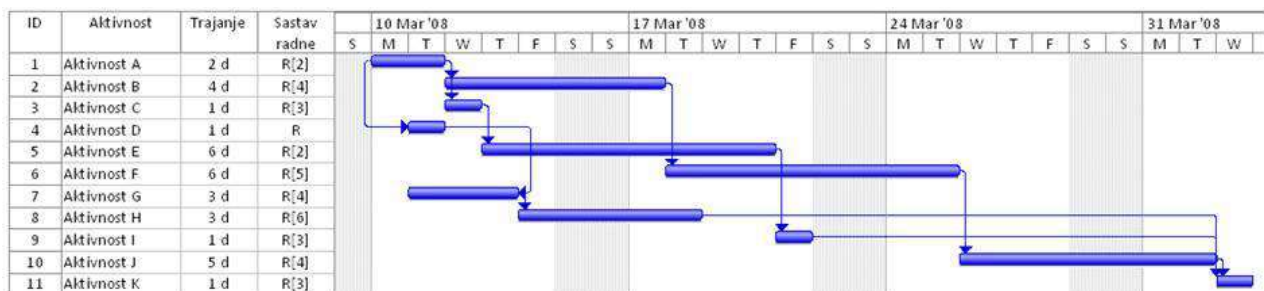 ID Aktivnost Trajanje Sastav radne 10 Mar '08 17 Mar '08 24 Mar '08 31 Mar '08
S M T W T F S S M T W T F S S M T W T F S S M T W
1 Aktivnost A 2 d R[2]
2 Aktivnost B 4 d R[4]
3 Aktivnost C 1 d R[3]
4 Aktivnost D 1 d R
5 Aktivnost E 6 d R[2]
6 Aktivnost F 6 d R[5]
7 Aktivnost G 3 d R[4]
8 Aktivnost H 3 d R[6]
9 Aktivnost I 1 d R[3]
10 Aktivnost J 5 d R[4]
11 Aktivnost K 1 d R[3]